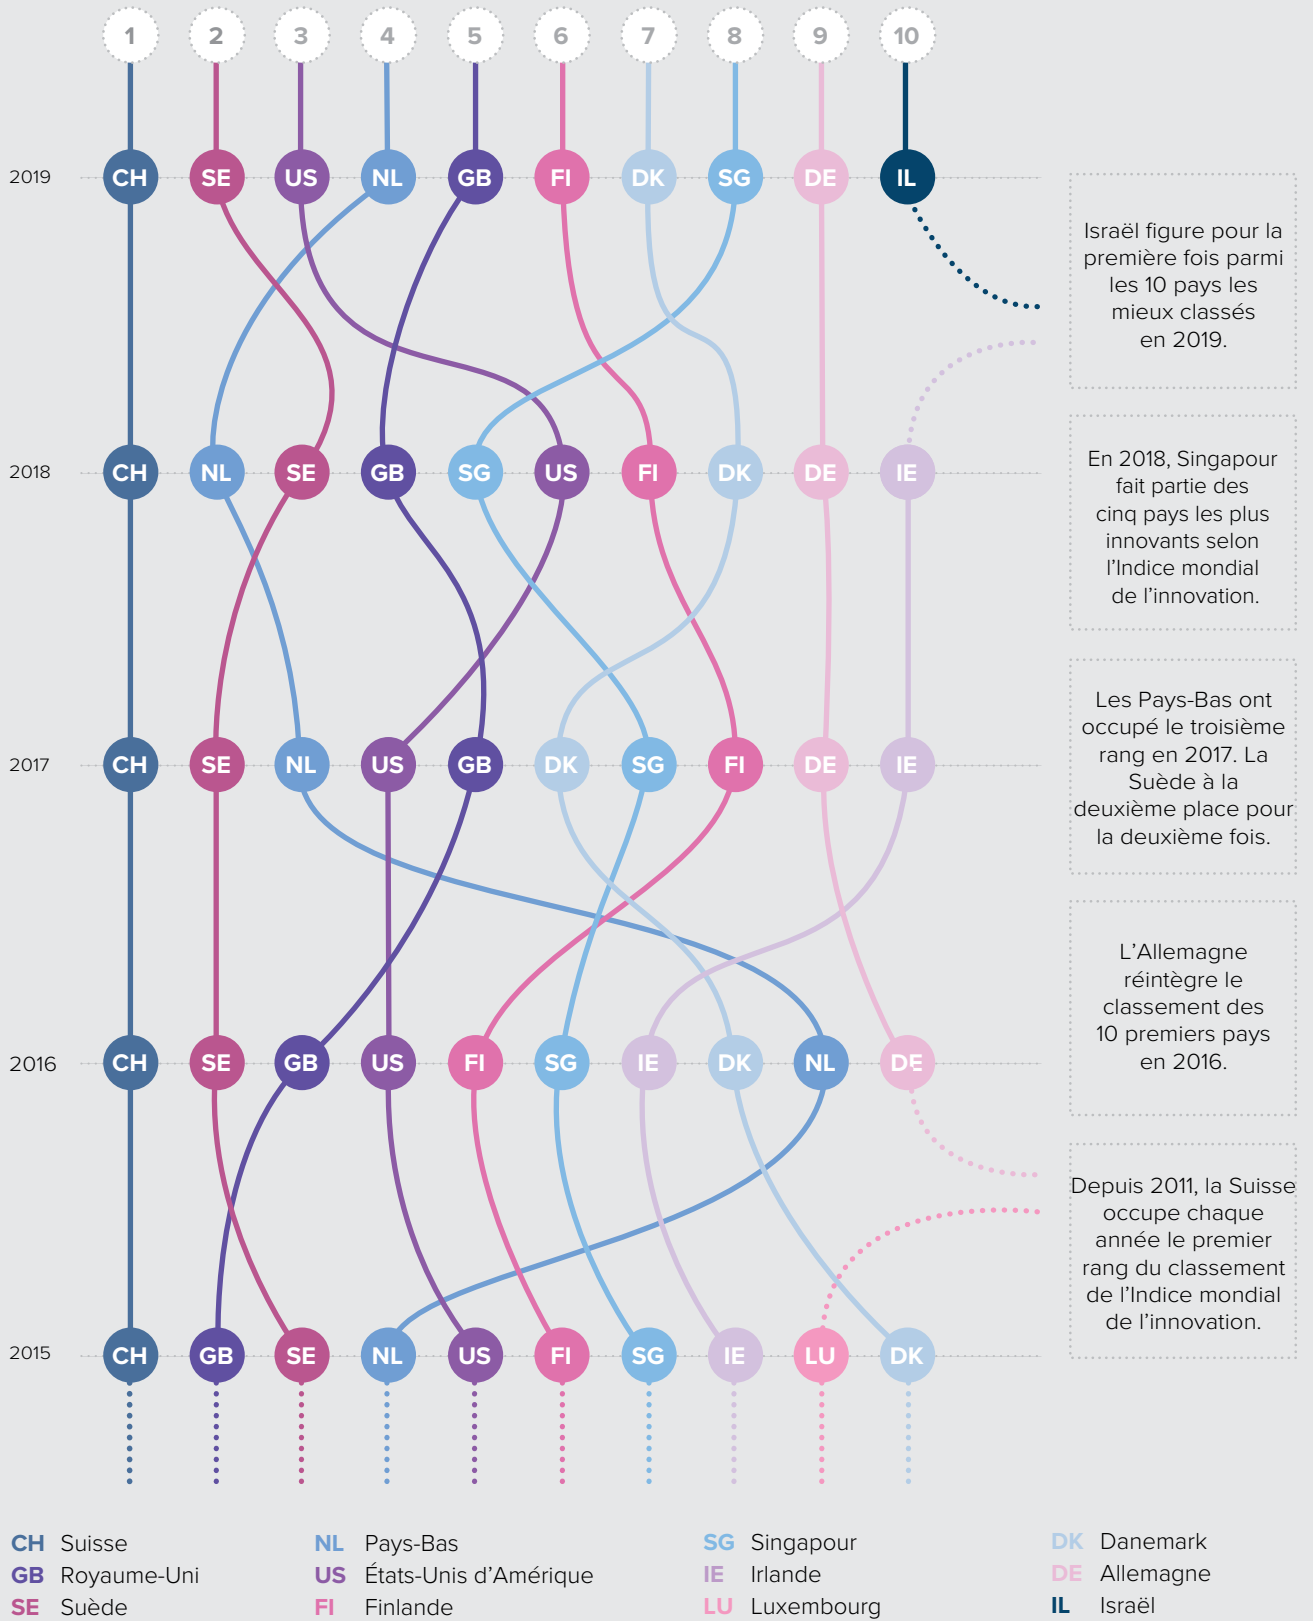 1 2 3 4 5 6 7 8 9 10
2019 CH SE US NL GB FI DK SG DE IL
Israël figure pour la
première fois parmi
les 10 pays les
mieux classés
en 2019.
2018 CH NL SE GB SG US FI DK DE IE
En 2018, Singapour
fait partie des
cinq pays les plus
innovants selon
l’Indice mondial
de l’innovation.
2017 CH SE NL US GB DK SG FI DE IE
Les Pays-Bas ont
occupé le troisième
rang en 2017. La
Suède à la
deuxième place pour
la deuxième fois.
2016 CH SE GB US FI SG IE DK NL DE
L’Allemagne
réintègre le
classement des
10 premiers pays
en 2016.
2015 CH GB SE NL US FI SG IE LU DK
Depuis 2011, la Suisse
occupe chaque
année le premier
rang du classement
de l’Indice mondial
de l’innovation.
CH Suisse
GB Royaume-Uni
SE Suède
NL Pays-Bas
US États-Unis d’Amérique
FI Finlande
SG Singapour
IE Irlande
LU Luxembourg
DK Danemark
DE Allemagne
IL Israël